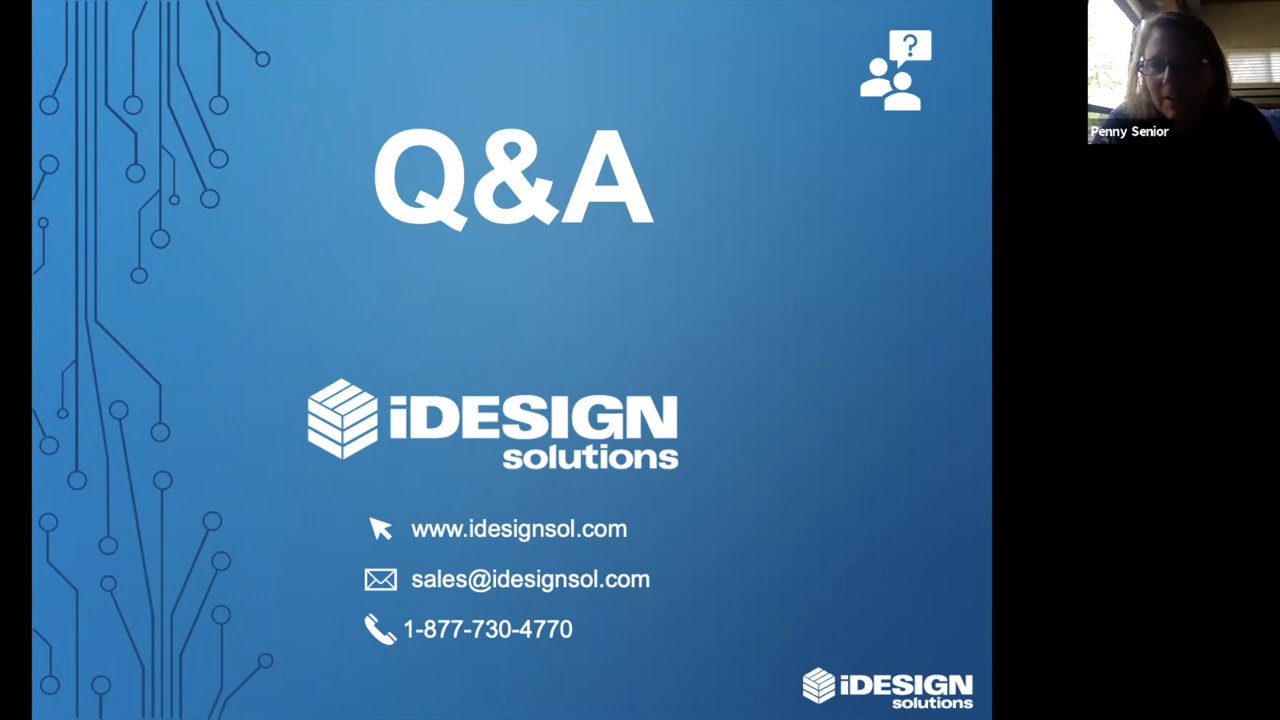 ?
Penny Senior
Q&A
iDESIGN
solutions
www.idesignsol.com
sales@idesignsol.com
1-877-730-4770
iDESIGN
solutions